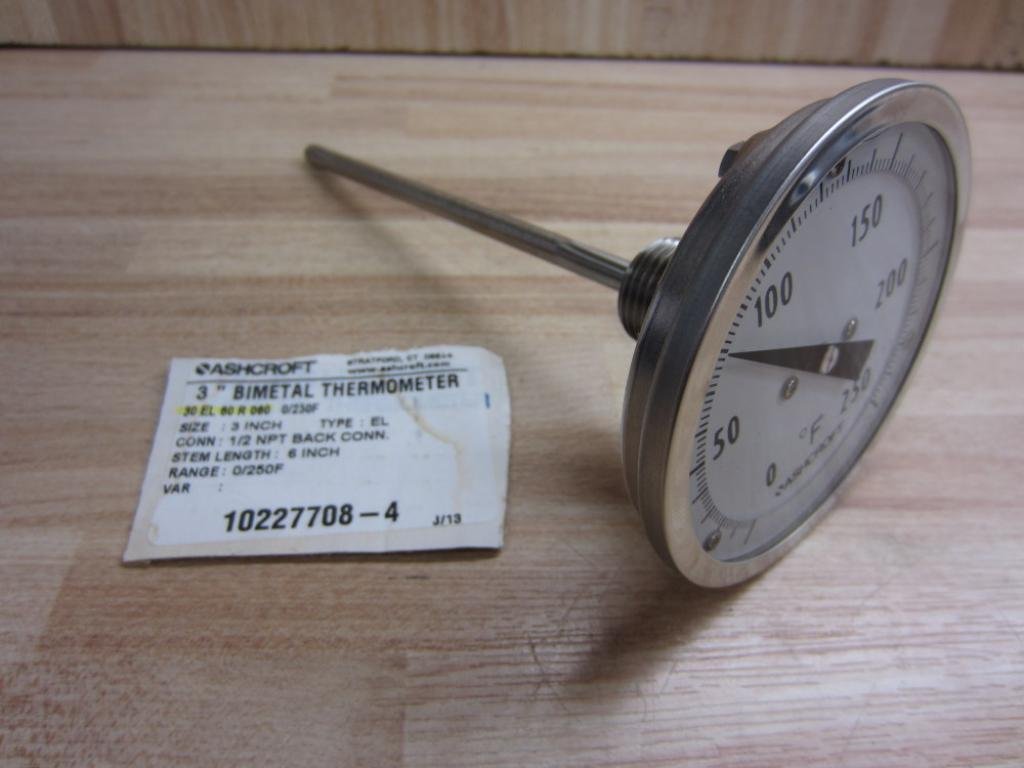 ASHCROFT STRATFORD, CT 06614
www.ashcroft.com
3 " BIMETAL THERMOMETER
30 EL 60 R 060 0/250F
SIZE : 3 INCH TYPE : EL
CONN : 1/2 NPT BACK CONN.
STEM LENGTH : 6 INCH
RANGE : 0/250F
VAR :
10227708-4 J/13
0
50
100
150
200
250
°F
ASHCROFT